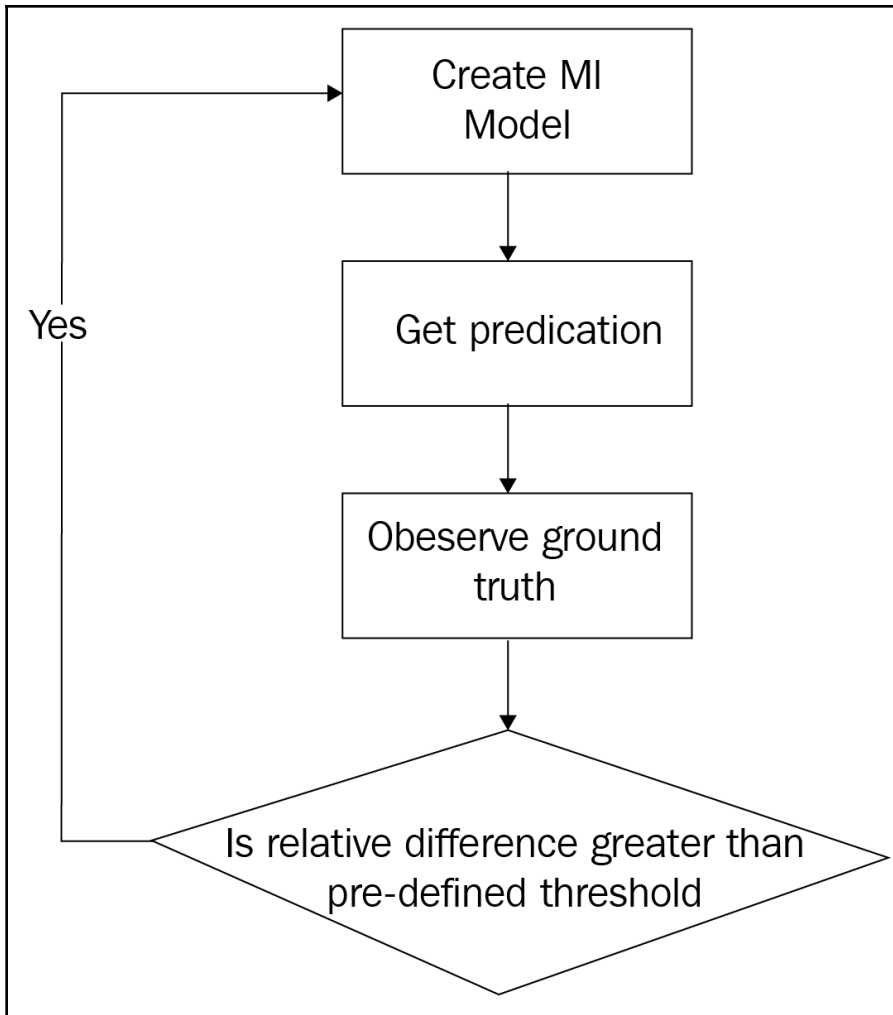 Create MI
Model
Get predication
Yes
Obeserve ground
truth
Is relative difference greater than
pre-defined threshold